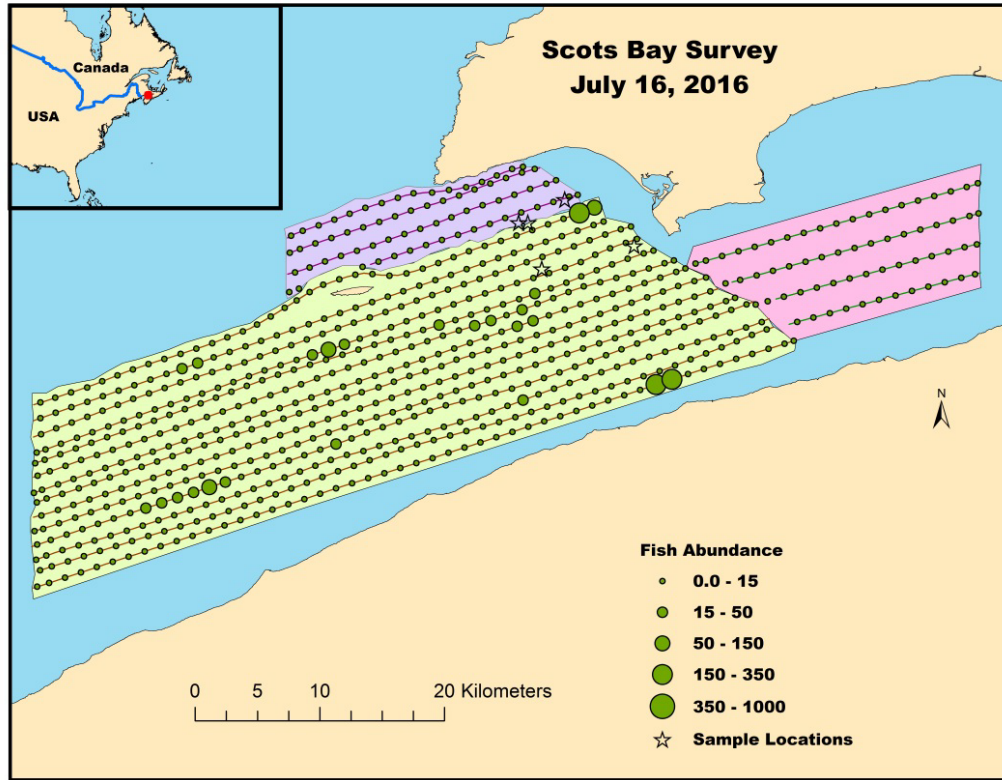 Canada
USA
Scots Bay Survey
July 16, 2016
N
Fish Abundance
0.0 - 15
15 - 50
50 - 150
150 - 350
350 - 1000
Sample Locations
0 5 10 20 Kilometers